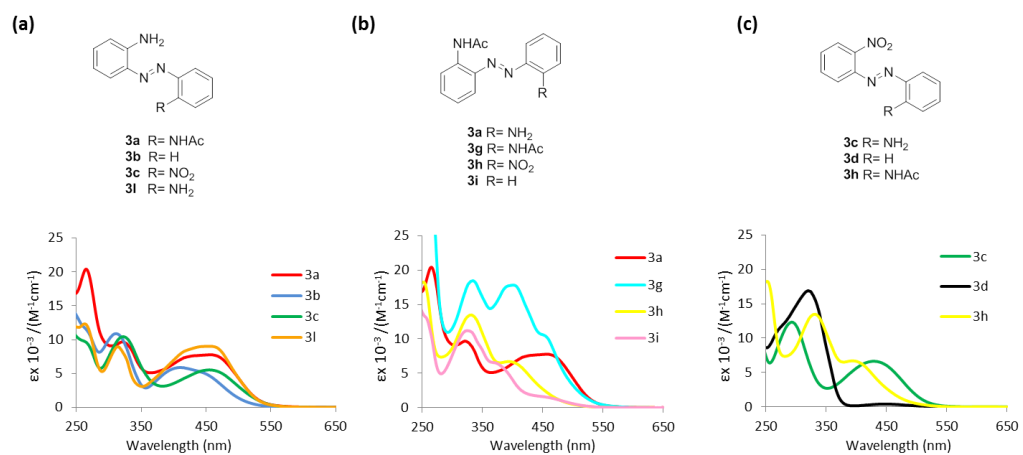 (a)
NH2
N
N
R
3a R= NHAc
3b R= H
3c R= NO2
3l R= NH2
25
20
15
10
5
0
εx 10⁻³ /(M⁻¹cm⁻¹)
250 350 450 550 650
Wavelength (nm)
3a
3b
3c
3l
(b)
NHAc
N
N
R
3a R= NH2
3g R= NHAc
3h R= NO2
3i R= H
25
20
15
10
5
0
εx 10⁻³ /(M⁻¹cm⁻¹)
250 350 450 550 650
Wavelength (nm)
3a
3g
3h
3i
(c)
NO2
N
N
R
3c R= NH2
3d R= H
3h R= NHAc
25
20
15
10
5
0
εx 10⁻³ /(M⁻¹cm⁻¹)
250 350 450 550 650
Wavelength (nm)
3c
3d
3h